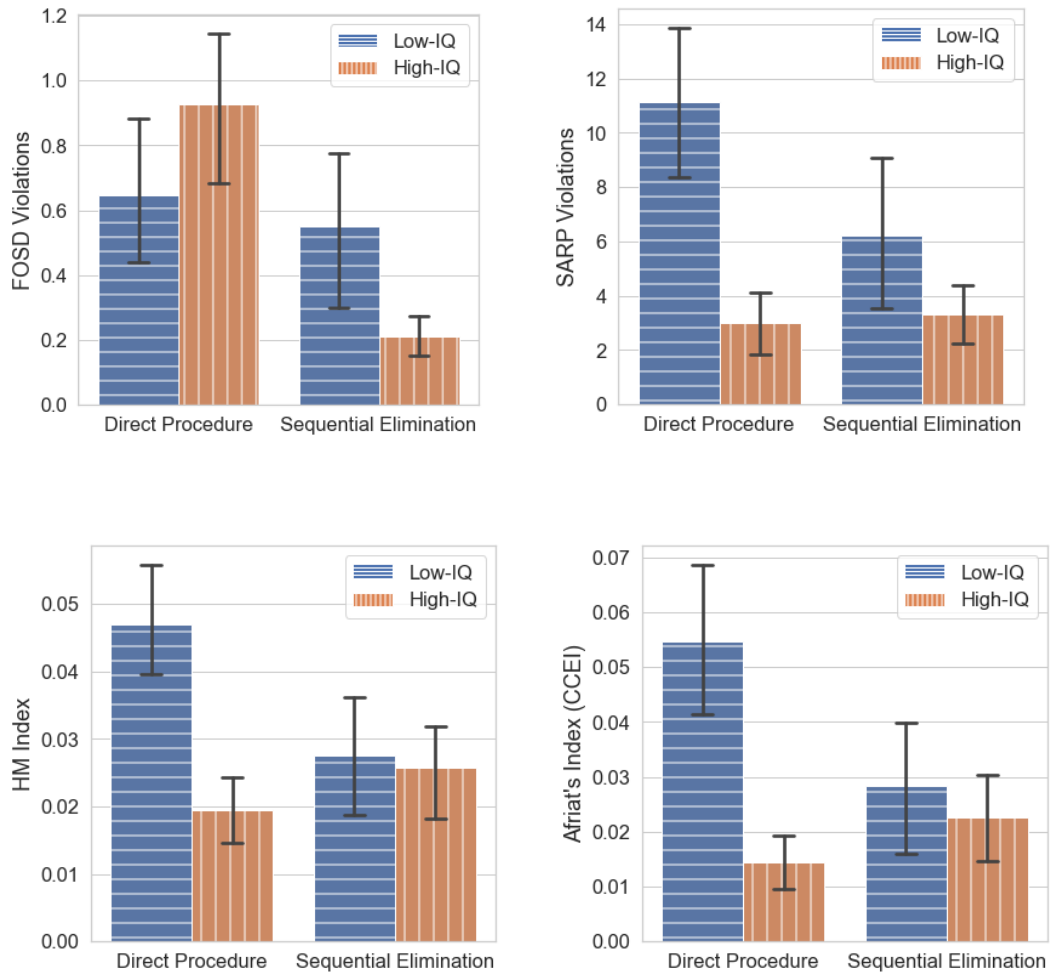 FOSD Violations
1.2
1.0
0.8
0.6
0.4
0.2
0.0
Low-IQ
High-IQ
Direct Procedure
Sequential Elimination
SARP Violations
14
12
10
8
6
4
2
0
Low-IQ
High-IQ
Direct Procedure
Sequential Elimination
HM Index
0.05
0.04
0.03
0.02
0.01
0.00
Low-IQ
High-IQ
Direct Procedure
Sequential Elimination
Afriat's Index (CCEI)
0.07
0.06
0.05
0.04
0.03
0.02
0.01
0.00
Low-IQ
High-IQ
Direct Procedure
Sequential Elimination